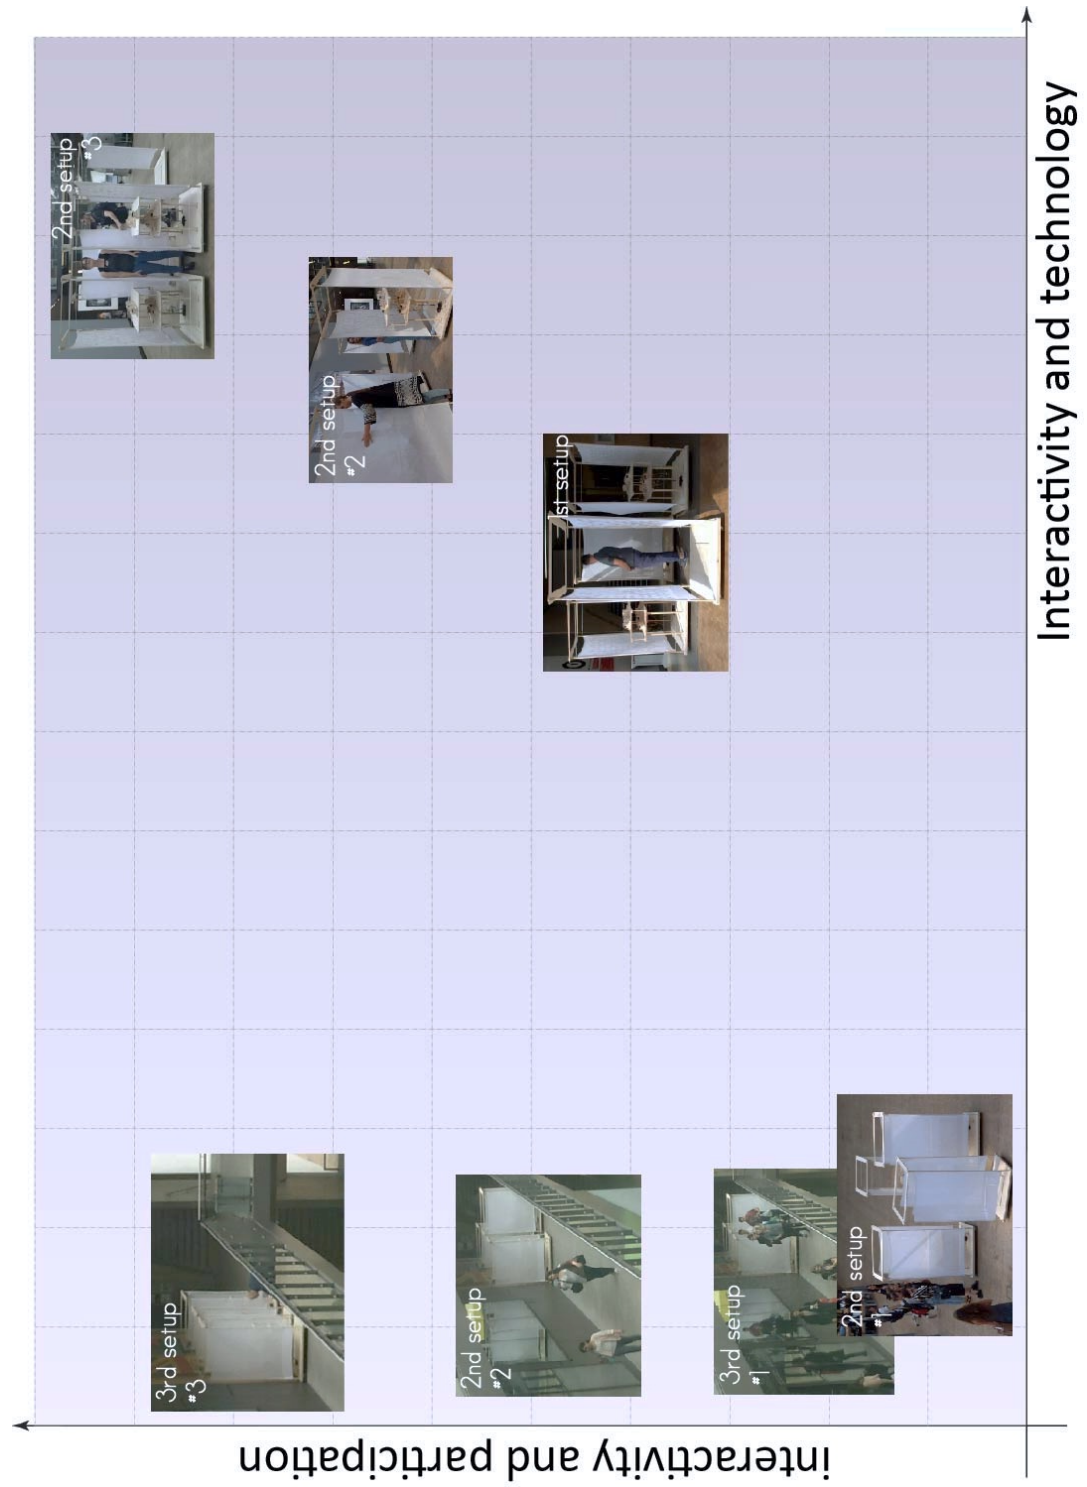 2nd setup
#3
2nd setup
#2
st setup
3rd setup
#3
2nd setup
#2
3rd setup
#1
2nd setup
#1
Interactivity and technology
interactivity and participation